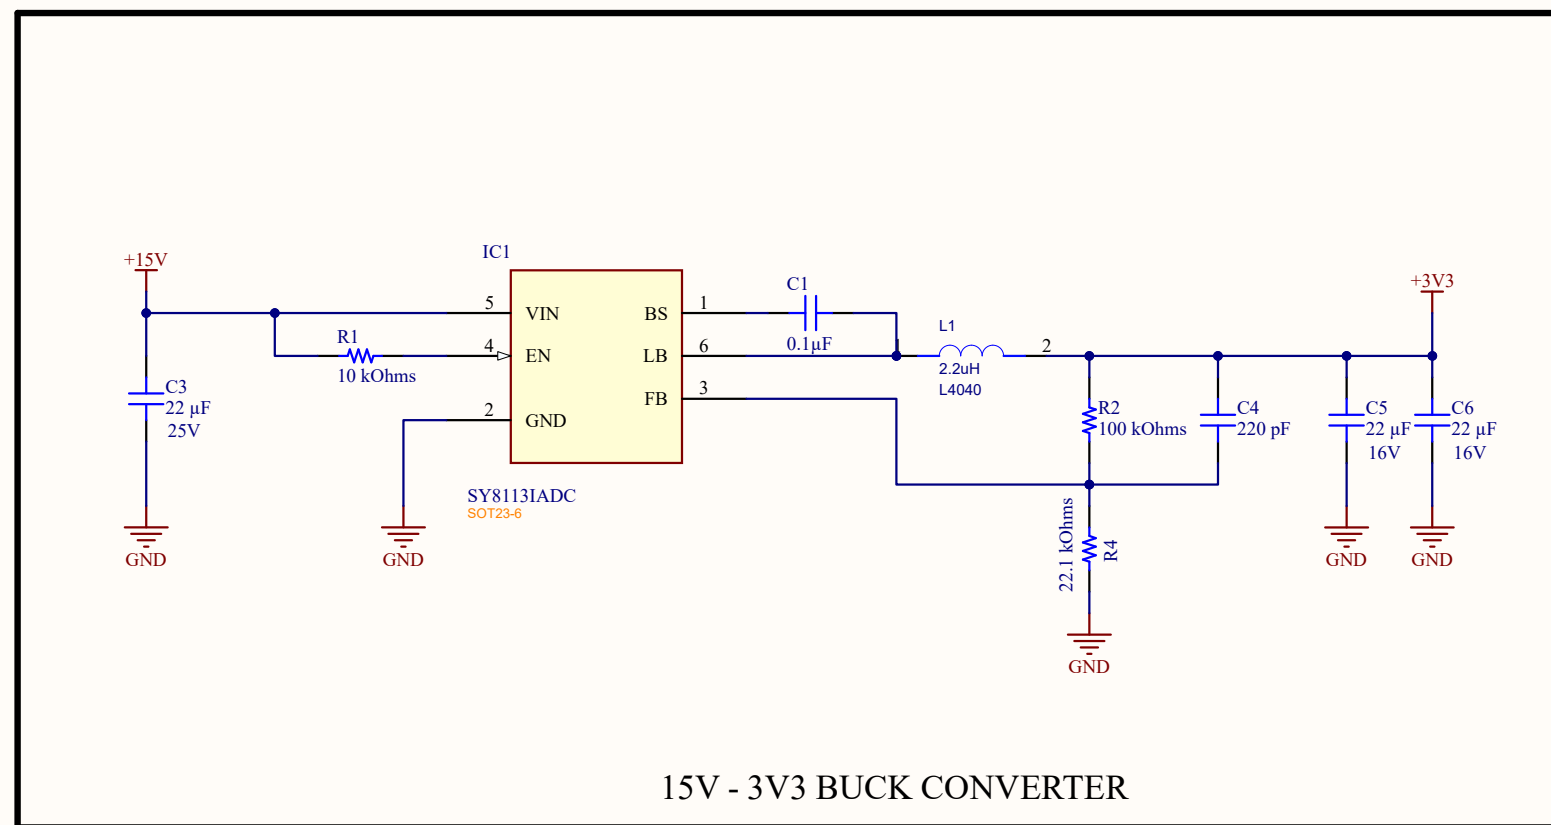 +15V
IC1
+3V3
C1
5
VIN
BS
1
0.1µF
L1
R1
4
EN
LB
6
2
10 kOhms
2.2uH
L4040
C3
22 µF
25V
FB
3
2
GND
R2
100 kOhms
C4
220 pF
C5
22 µF
16V
C6
22 µF
16V
SY8113IADC
SOT23-6
22.1 kOhms
R4
GND
GND
GND
GND
GND
15V - 3V3 BUCK CONVERTER